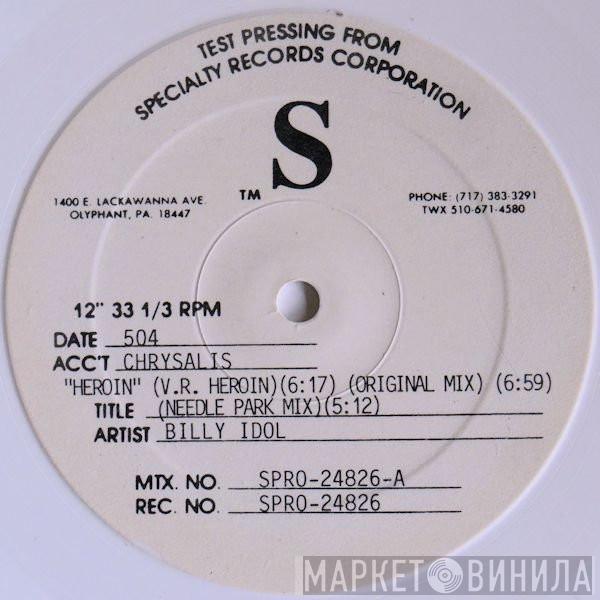 TEST PRESSING FROM
SPECIALTY RECORDS CORPORATION
S
TM
1400 E. LACKAWANNA AVE.
OLYPHANT, PA. 18447
PHONE: (717) 383-3291
TWX 510-671-4580
12" 33 1/3 RPM
DATE 504
ACC'T CHRYSALIS
"HEROIN" (V.R. HEROIN)(6:17) (ORIGINAL MIX) (6:59)
TITLE (NEEDLE PARK MIX)(5:12)
ARTIST BILLY IDOL
MTX. NO. SPRO-24826-A
REC. NO. SPRO-24826
МАРКЕТ ВИНИЛА